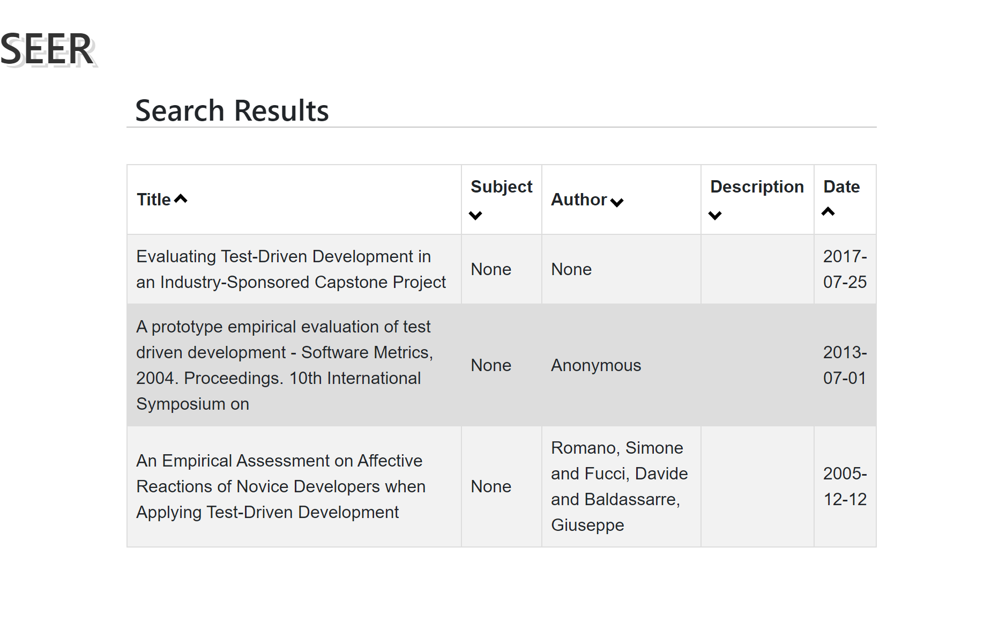 SEER
Search Results
Title Subject Author Description Date
Evaluating Test-Driven Development in
an Industry-Sponsored Capstone Project
None
None
2017-
07-25
A prototype empirical evaluation of test
driven development - Software Metrics,
2004. Proceedings. 10th International
Symposium on
None
Anonymous
2013-
07-01
An Empirical Assessment on Affective
Reactions of Novice Developers when
Applying Test-Driven Development
None
Romano, Simone
and Fucci, Davide
and Baldassarre,
Giuseppe
2005-
12-12